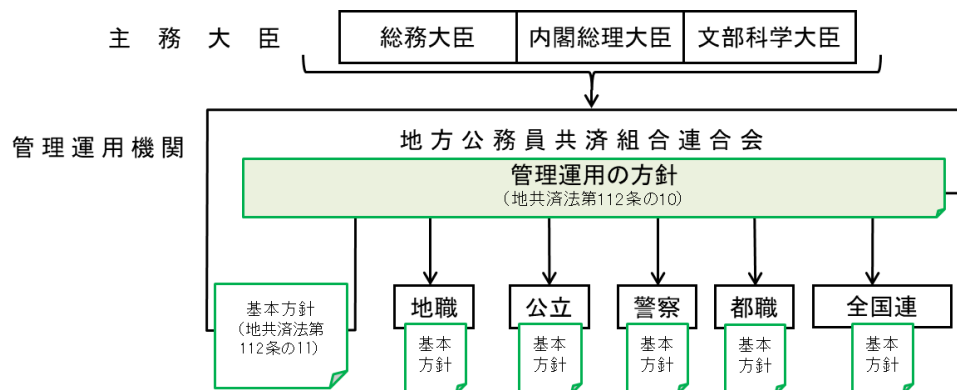 主務大臣
総務大臣 内閣総理大臣 文部科学大臣
管理運用機関
地方公務員共済組合連合会
管理運用の方針
(地共済法第112条の10)
基本方針
(地共済法第
112条の11)
地職 公立 警察 都職 全国連
基本 基本 基本 基本 基本
方針 方針 方針 方針 方針